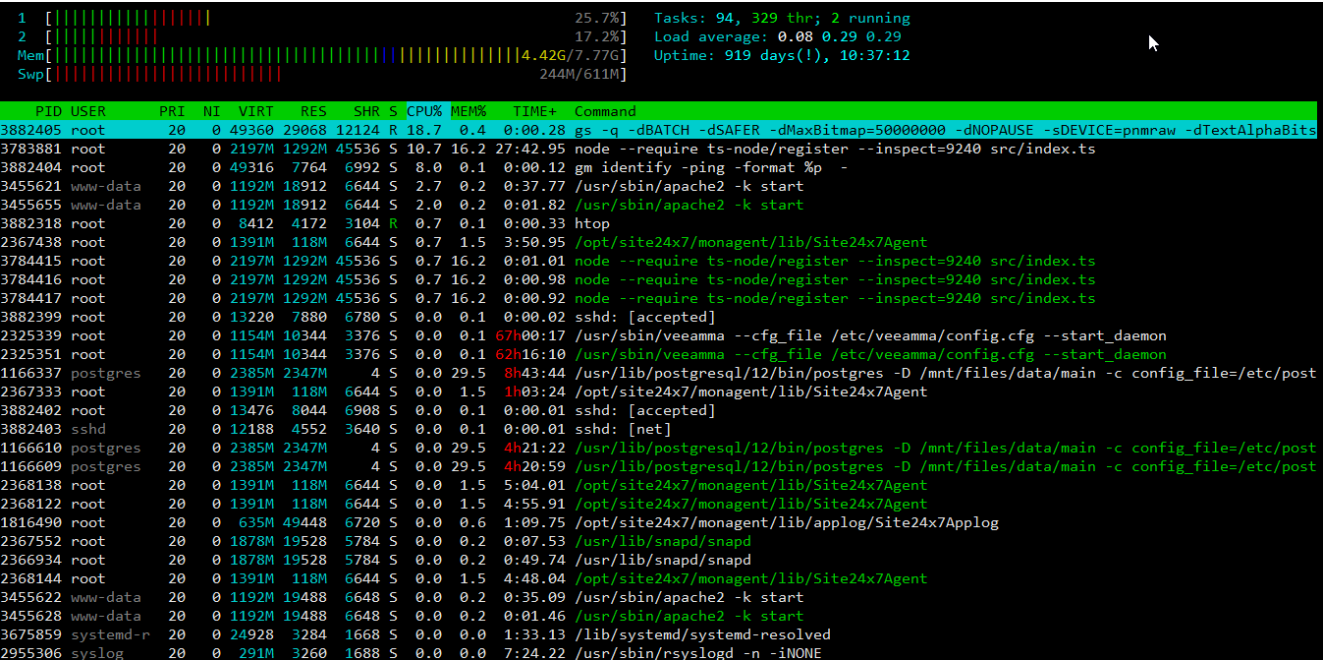 1 [||||||||||||||||||| 25.7%] Tasks: 94, 329 thr; 2 running
2 [||||||||||||| 17.2%] Load average: 0.08 0.29 0.29
Mem[||||||||||||||||||||||||||||||||||||||||||||||||||||||4.42G/7.77G] Uptime: 919 days(!), 10:37:12
Swp[|||||||||||||||||||||||||| 244M/611M]
PID USER PRI NI VIRT RES SHR S CPU% MEM% TIME+ Command
3882405 root 20 0 49360 29068 12124 R 18.7 0.4 0:00.28 gs -q -dBATCH -dSAFER -dMaxBitmap=50000000 -dNOPAUSE -sDEVICE=pnmraw -dTextAlphaBits
3783881 root 20 0 2197M 1292M 45536 S 10.7 16.2 27:42.95 node --require ts-node/register --inspect=9240 src/index.ts
3882404 root 20 0 49316 7764 6992 S 8.0 0.1 0:00.12 gm identify -ping -format %p -
3455621 www-data 20 0 1192M 18912 6644 S 2.7 0.2 0:37.77 /usr/sbin/apache2 -k start
3455655 www-data 20 0 1192M 18912 6644 S 2.0 0.2 0:01.82 /usr/sbin/apache2 -k start
3882318 root 20 0 8412 4172 3104 R 0.7 0.1 0:00.33 htop
2367438 root 20 0 1391M 118M 6644 S 0.7 1.5 3:50.95 /opt/site24x7/monagent/lib/Site24x7Agent
3784415 root 20 0 2197M 1292M 45536 S 0.7 16.2 0:01.01 node --require ts-node/register --inspect=9240 src/index.ts
3784416 root 20 0 2197M 1292M 45536 S 0.7 16.2 0:00.98 node --require ts-node/register --inspect=9240 src/index.ts
3784417 root 20 0 2197M 1292M 45536 S 0.7 16.2 0:00.92 node --require ts-node/register --inspect=9240 src/index.ts
3882399 root 20 0 13220 7880 6780 S 0.0 0.1 0:00.02 sshd: [accepted]
2325339 root 20 0 1154M 10344 3376 S 0.0 0.1 67h00:17 /usr/sbin/veeamma --cfg_file /etc/veeamma/config.cfg --start_daemon
2325351 root 20 0 1154M 10344 3376 S 0.0 0.1 62h16:10 /usr/sbin/veeamma --cfg_file /etc/veeamma/config.cfg --start_daemon
1166337 postgres 20 0 2385M 2347M 4 S 0.0 29.5 8h43:44 /usr/lib/postgresql/12/bin/postgres -D /mnt/files/data/main -c config_file=/etc/post
2367333 root 20 0 1391M 118M 6644 S 0.0 1.5 1h03:24 /opt/site24x7/monagent/lib/Site24x7Agent
3882402 root 20 0 13476 8044 6908 S 0.0 0.1 0:00.01 sshd: [accepted]
3882403 sshd 20 0 12188 4552 3640 S 0.0 0.1 0:00.01 sshd: [net]
1166610 postgres 20 0 2385M 2347M 4 S 0.0 29.5 4h21:22 /usr/lib/postgresql/12/bin/postgres -D /mnt/files/data/main -c config_file=/etc/post
1166609 postgres 20 0 2385M 2347M 4 S 0.0 29.5 4h20:59 /usr/lib/postgresql/12/bin/postgres -D /mnt/files/data/main -c config_file=/etc/post
2368138 root 20 0 1391M 118M 6644 S 0.0 1.5 5:04.01 /opt/site24x7/monagent/lib/Site24x7Agent
2368122 root 20 0 1391M 118M 6644 S 0.0 1.5 4:55.91 /opt/site24x7/monagent/lib/Site24x7Agent
1816490 root 20 0 635M 49448 6720 S 0.0 0.6 1:09.75 /opt/site24x7/monagent/lib/applog/Site24x7Applog
2367552 root 20 0 1878M 19528 5784 S 0.0 0.2 0:07.53 /usr/lib/snapd/snapd
2366934 root 20 0 1878M 19528 5784 S 0.0 0.2 0:49.74 /usr/lib/snapd/snapd
2368144 root 20 0 1391M 118M 6644 S 0.0 1.5 4:48.04 /opt/site24x7/monagent/lib/Site24x7Agent
3455622 www-data 20 0 1192M 19488 6648 S 0.0 0.2 0:35.09 /usr/sbin/apache2 -k start
3455628 www-data 20 0 1192M 19488 6648 S 0.0 0.2 0:01.46 /usr/sbin/apache2 -k start
3675859 systemd-r 20 0 24928 3284 1668 S 0.0 0.0 1:33.13 /lib/systemd/systemd-resolved
2955306 syslog 20 0 291M 3260 1688 S 0.0 0.0 7:24.22 /usr/sbin/rsyslogd -n -iNONE